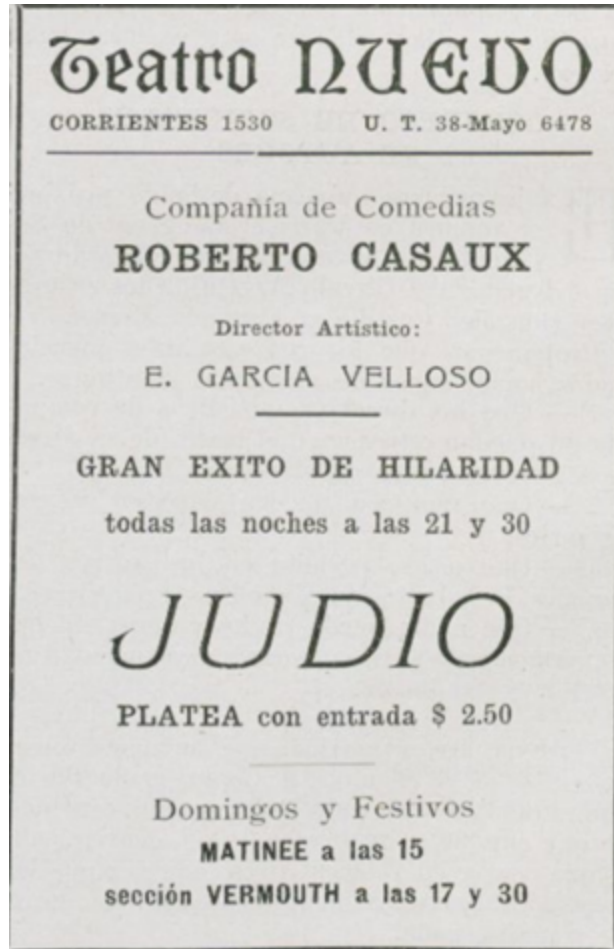 Teatro NUEVO
CORRIENTES 1530 U. T. 38-Mayo 6478
Compañía de Comedias
ROBERTO CASAUX
Director Artístico:
E. GARCIA VELLOSO
GRAN EXITO DE HILARIDAD
todas las noches a las 21 y 30
JUDIO
PLATEA con entrada $ 2.50
Domingos y Festivos
MATINEE a las 15
sección VERMOUTH a las 17 y 30